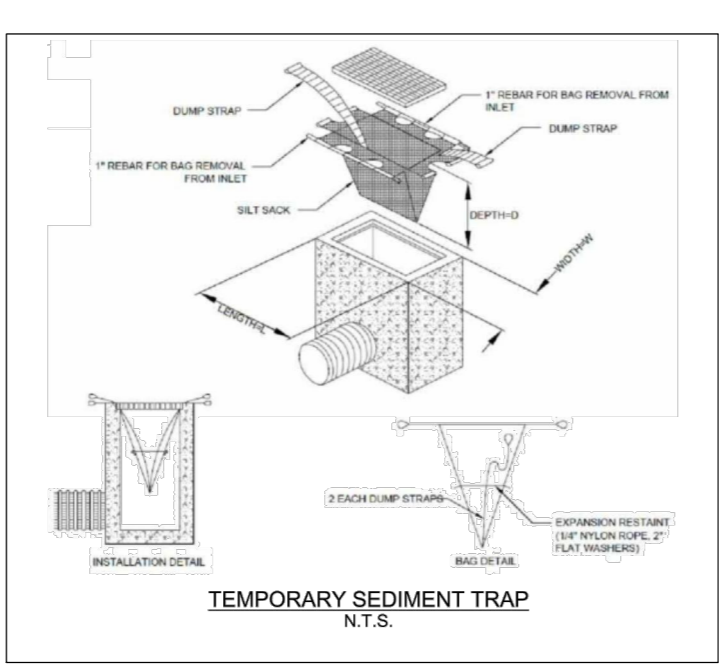 1" REBAR FOR BAG REMOVAL FROM
INLET
DUMP STRAP
DUMP STRAP
1" REBAR FOR BAG REMOVAL
FROM INLET
SILT SACK
DEPTH=D
WIDTH=W
LENGTH=L
2 EACH DUMP STRAPS
EXPANSION RESTAINT
(1/4" NYLON ROPE, 2"
FLAT WASHERS)
INSTALLATION DETAIL
BAG DETAIL
TEMPORARY SEDIMENT TRAP
N.T.S.